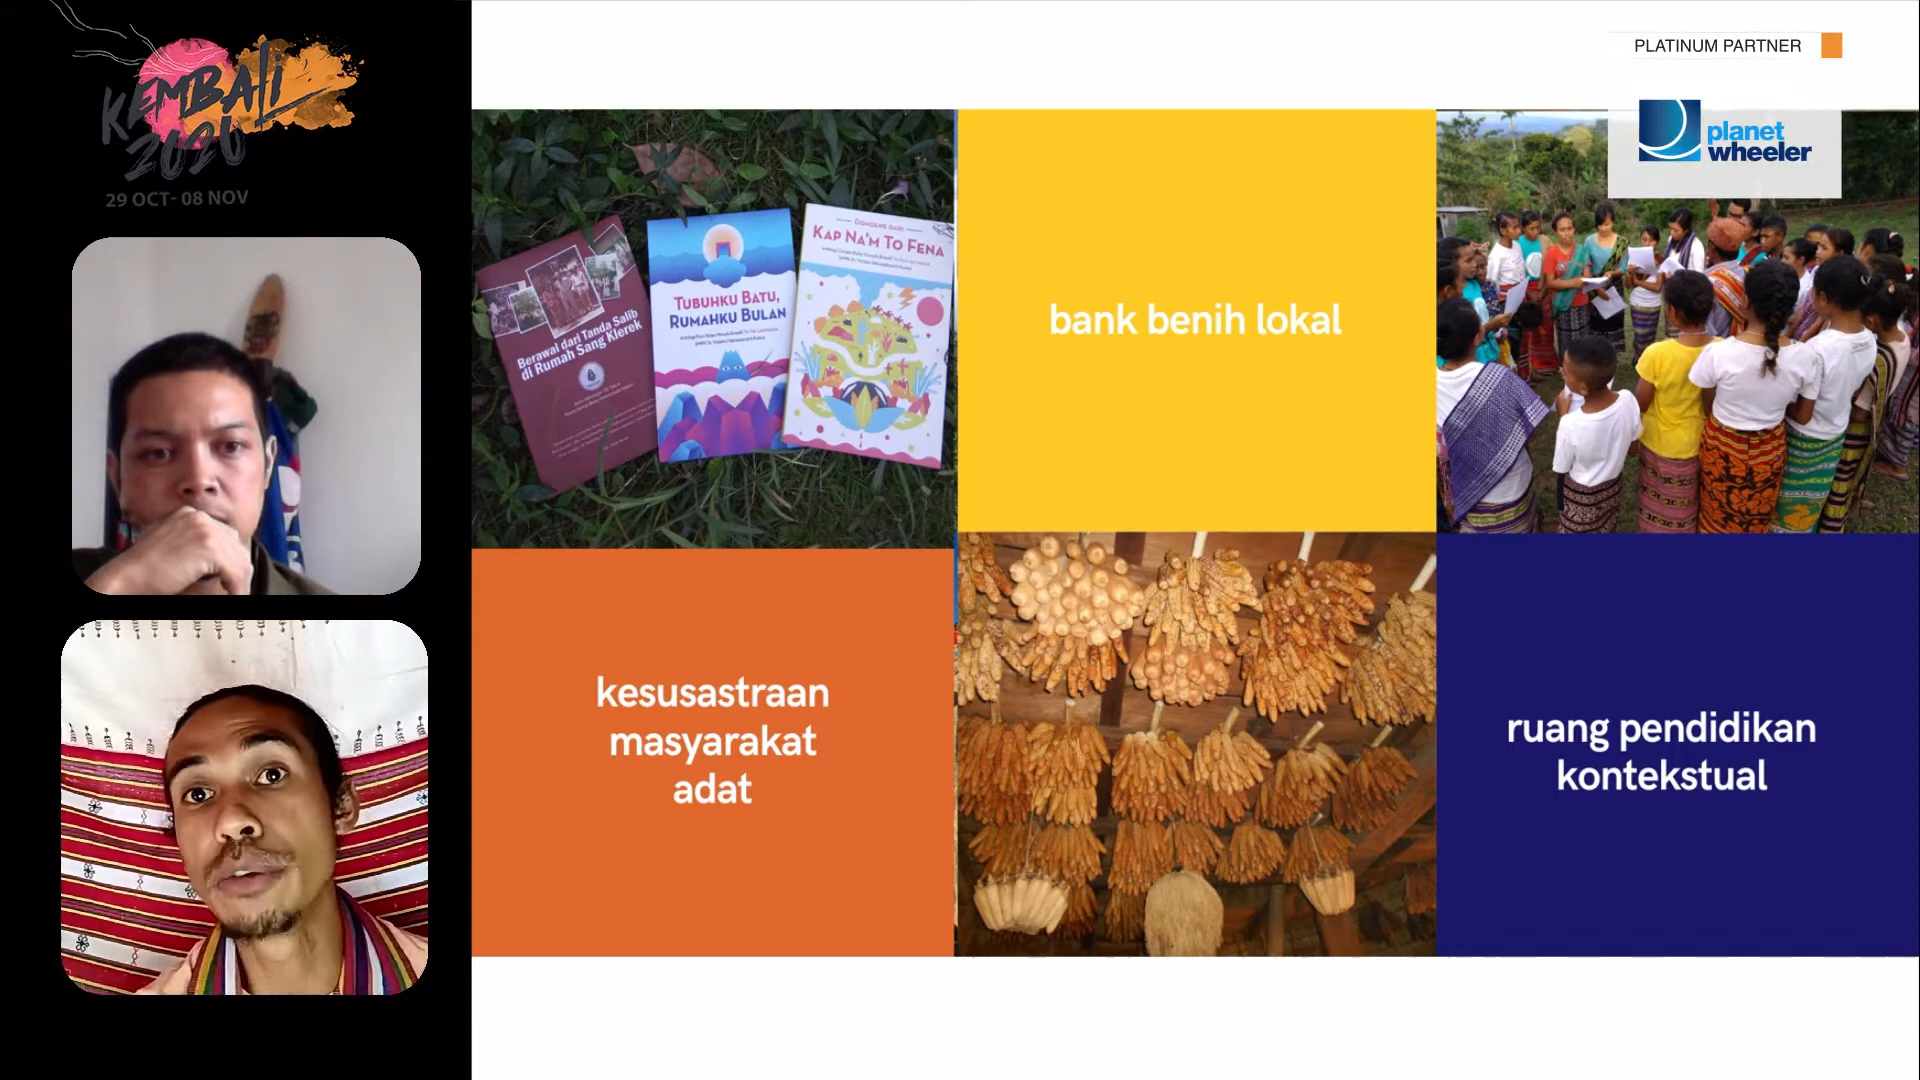 KEMBALI
2020
29 OCT- 08 NOV
PLATINUM PARTNER
planet
wheeler
Berawal dari Tanda Salib
di Rumah Sang Klerek
TUBUHKU BATU,
RUMAHKU BULAN
DONGENG DARI
KAP NA'M TO FENA
bank benih lokal
kesusastraan
masyarakat
adat
ruang pendidikan
kontekstual